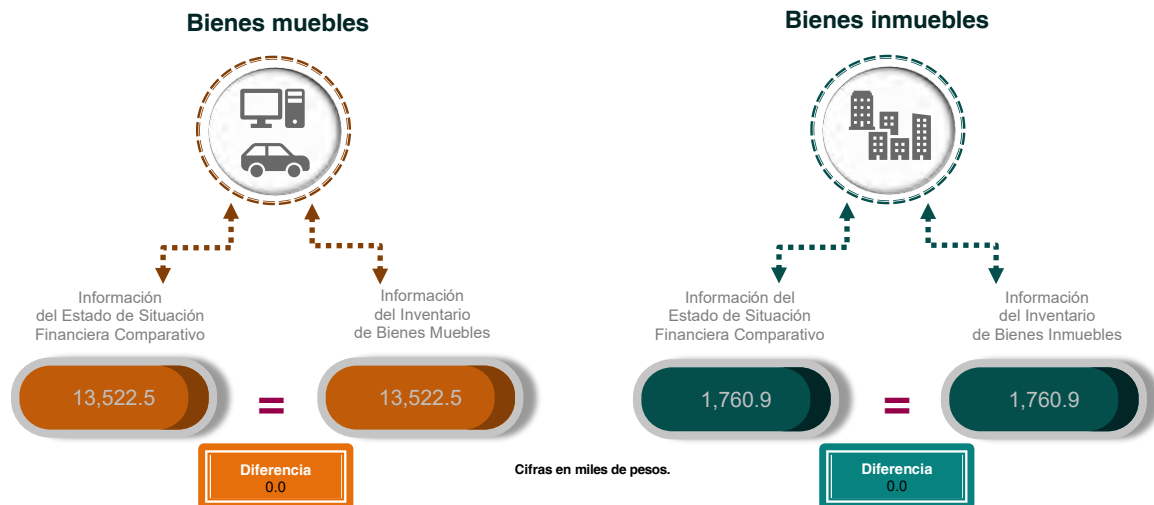 Bienes muebles
Información
del Estado de Situación
Financiera Comparativo
Información
del Inventario
de Bienes Muebles
13,522.5
=
13,522.5
Diferencia
0.0
Cifras en miles de pesos.
Bienes inmuebles
Información del
Estado de Situación
Financiera Comparativo
Información
del Inventario
de Bienes Inmuebles
1,760.9
=
1,760.9
Diferencia
0.0